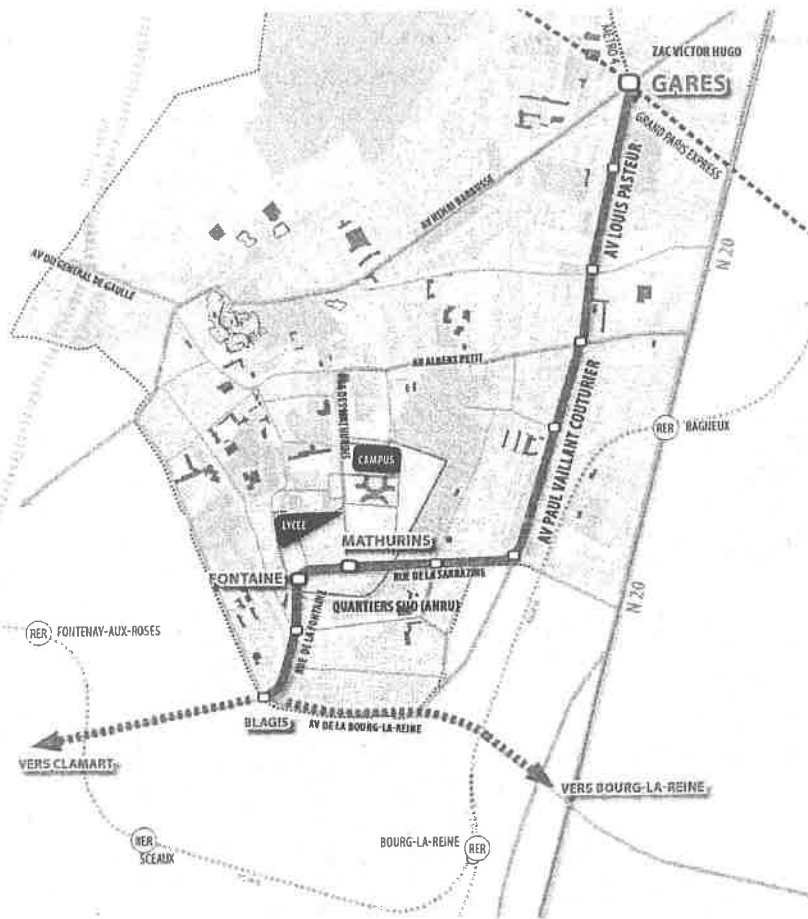 METRO 4
ZAC VICTOR HUGO
GARES
GRAND PARIS EXPRESS
AV LOUIS PASTEUR
AV HENRI BARBUSSE
N 20
AV DU GENERAL DE GAULLE
AV ALBERT PETIT
AV PAUL VAILLANT COUTURIER
RER BAGNEUX
CAMPUS
LYCEE
MATHURINS
FONTAINE
RUE DE LA SARRAZINE
QUARTIERS SUD (ANRU)
RUE DE LA FONTAINE
N 20
RER FONTENAY-AUX-ROSES
BLAGIS
AV DE LA BOURG-LA-REINE
VERS CLAMART
VERS BOURG-LA-REINE
RER
SCEAUX
BOURG-LA-REINE RER